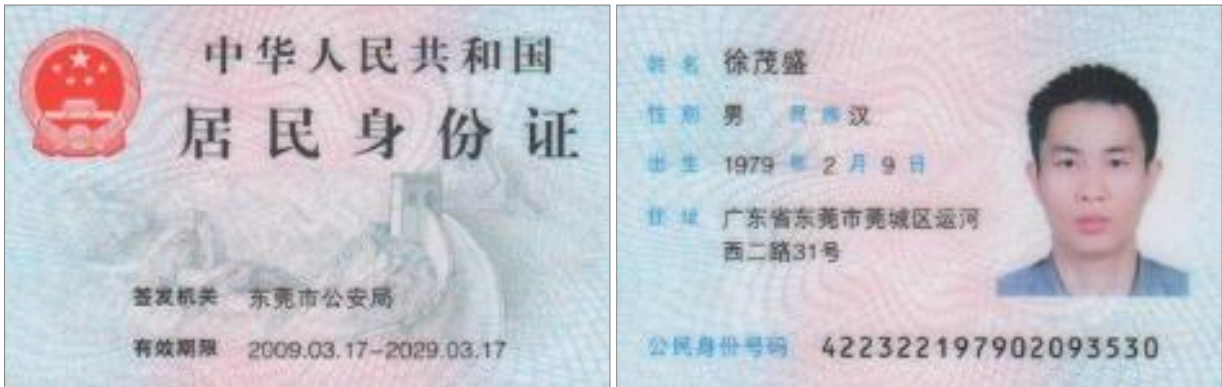 中华人民共和国
居民身份证
签发机关 东莞市公安局
有效期限 2009.03.17-2029.03.17
姓名 徐茂盛
性别 男 民族 汉
出生 1979 年 2 月 9 日
住址 广东省东莞市莞城区运河
西二路31号
公民身份号码 422322197902093530